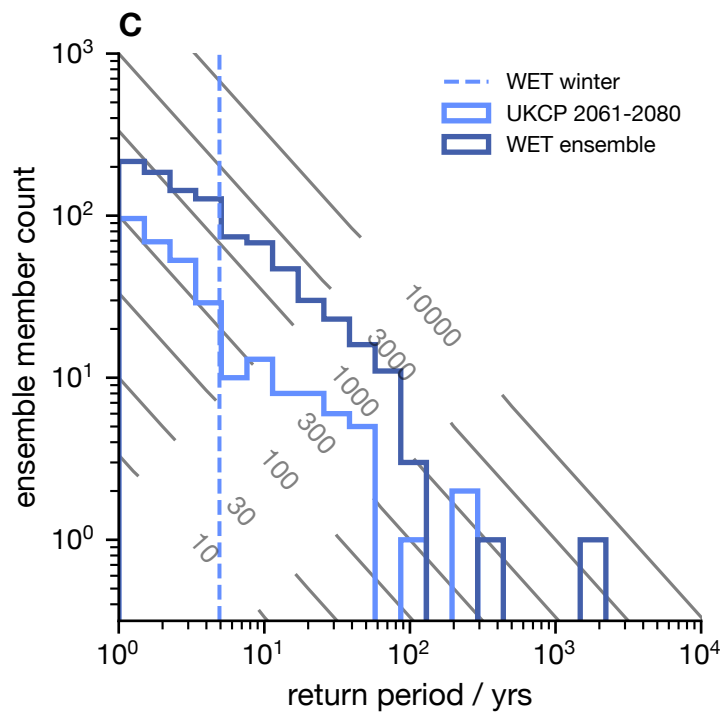 C
WET winter
UKCP 2061-2080
WET ensemble
10³
10²
10¹
10⁰
ensemble member count
10000
3000
1000
300
100
30
10
10⁰ 10¹ 10² 10³ 10⁴
return period / yrs